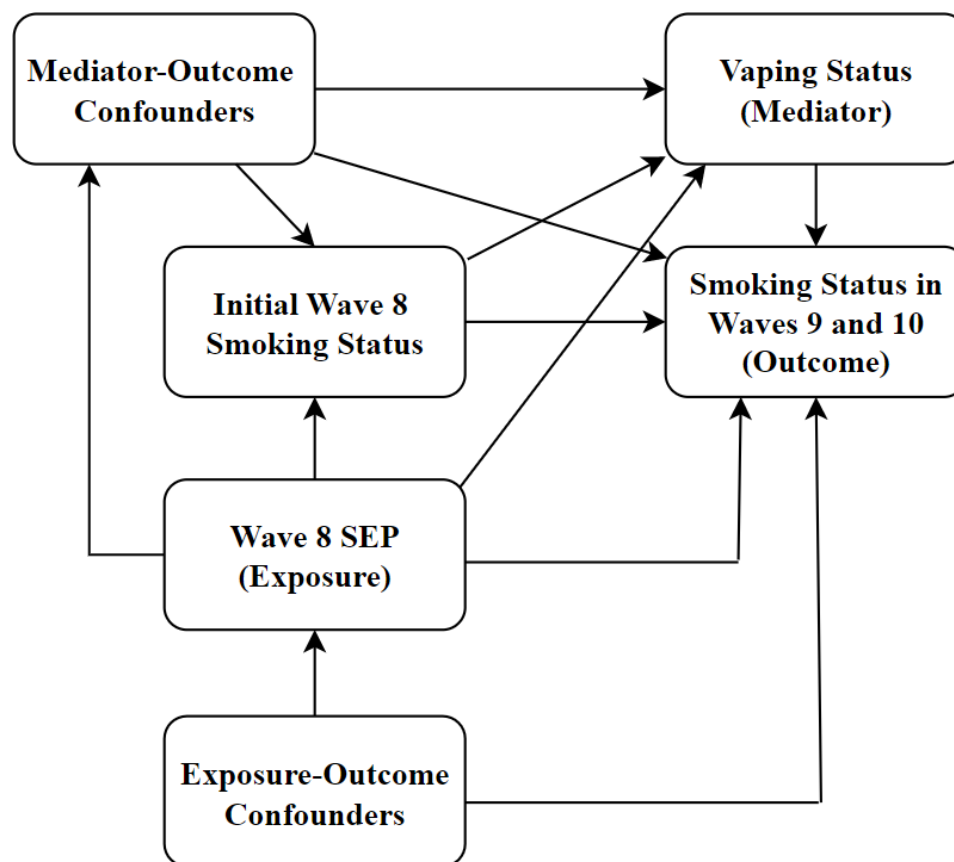 Mediator-Outcome
Confounders
Vaping Status
(Mediator)
Initial Wave 8
Smoking Status
Smoking Status in
Waves 9 and 10
(Outcome)
Wave 8 SEP
(Exposure)
Exposure-Outcome
Confounders